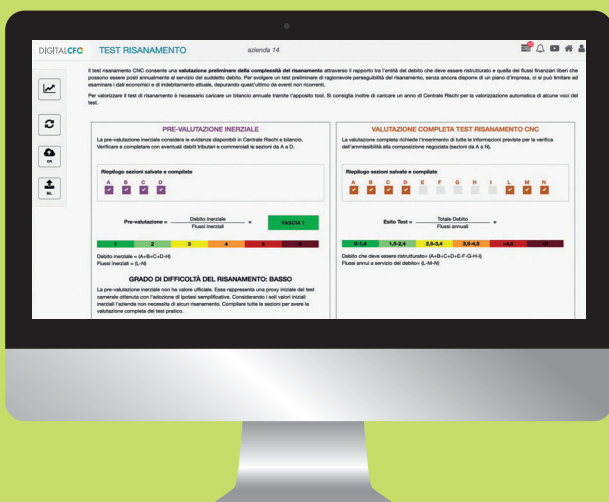 DIGITALCFO TEST RISANAMENTO azienda 14
Il test risanamento CNC consente una valutazione preliminare della complessità del risanamento attraverso il rapporto tra l'entità del debito che deve essere ristrutturato e quella dei flussi finanziari liberi che
possono essere posti annualmente al servizio del suddetto debito. Per svolgere un test preliminare di ragionevole perseguibilità del risanamento, senza ancora disporre di un piano d'impresa, ci si può limitare ad
esaminare i dati economici e di indebitamento attuale, depurando quest'ultimo da eventi non ricorrenti.
Per valorizzare il test di risanamento è necessario caricare un bilancio annuale tramite l'apposito tool. Si consiglia inoltre di caricare un anno di Centrale Rischi per la valorizzazione automatica di alcune voci del
test.
CR
BIL
PRE-VALUTAZIONE INERZIALE
La pre-valutazione inerziale considera le evidenze disponibili in Centrale Rischi e bilancio.
Verificare e completare con eventuali debiti tributari e commerciali le sezioni da A a D.
Riepilogo sezioni salvate e compilate
A B C D
Pre-valutazione = Debito inerziale = FASCIA 1
Flussi inerziali
1 2 3 4 5 6
Debito inerziale = (A+B+C+D-H)
Flussi inerziali = (L-N)
GRADO DI DIFFICOLTÀ DEL RISANAMENTO: BASSO
La pre-valutazione inerziale non ha valore ufficiale. Essa rappresenta una proxy iniziale del test
camerale ottenuta con l'adozione di ipotesi semplificative. Considerando i soli valori iniziali
inerziali l'azienda non necessita di alcun risanamento. Compilare tutte le sezioni per avere la
valutazione completa del test pratico.
VALUTAZIONE COMPLETA TEST RISANAMENTO CNC
La valutazione completa richiede l'inserimento di tutte le informazioni previste per la verifica
dell'ammissibilità alla composizione negoziata (sezioni da A a N).
Riepilogo sezioni salvate e compilate
A B C D E F G H I L M N
Esito Test = Totale Debito =
Flussi annuali
0-1,4 1,5-2,4 2,5-3,4 3,5-4,5 >4,5
Debito che deve essere ristrutturato= (A+B+C+D+E-F-G-H-I)
Flussi annui a servizio del debito= (L-M-N)